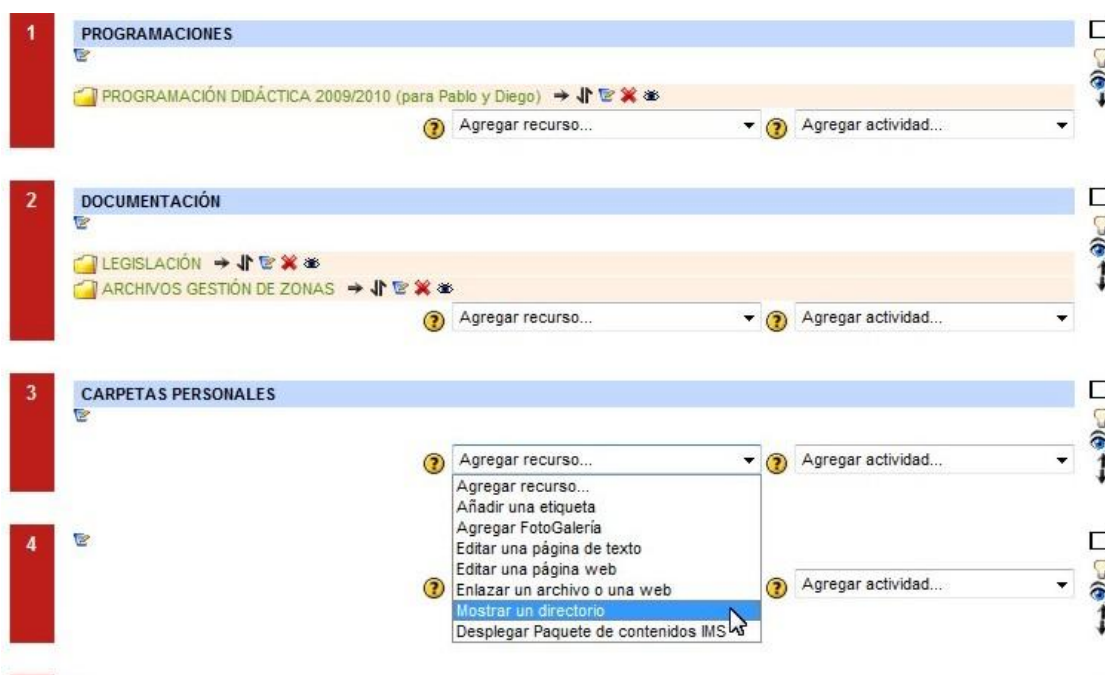 1 PROGRAMACIONES
PROGRAMACIÓN DIDÁCTICA 2009/2010 (para Pablo y Diego)
? Agregar recurso... ? Agregar actividad...
2 DOCUMENTACIÓN
LEGISLACIÓN
ARCHIVOS GESTIÓN DE ZONAS
? Agregar recurso... ? Agregar actividad...
3 CARPETAS PERSONALES
? Agregar recurso... ? Agregar actividad...
Agregar recurso...
Añadir una etiqueta
Agregar FotoGalería
4
Editar una página de texto
Editar una página web
? Enlazar un archivo o una web ? Agregar actividad...
Mostrar un directorio
Desplegar Paquete de contenidos IMS